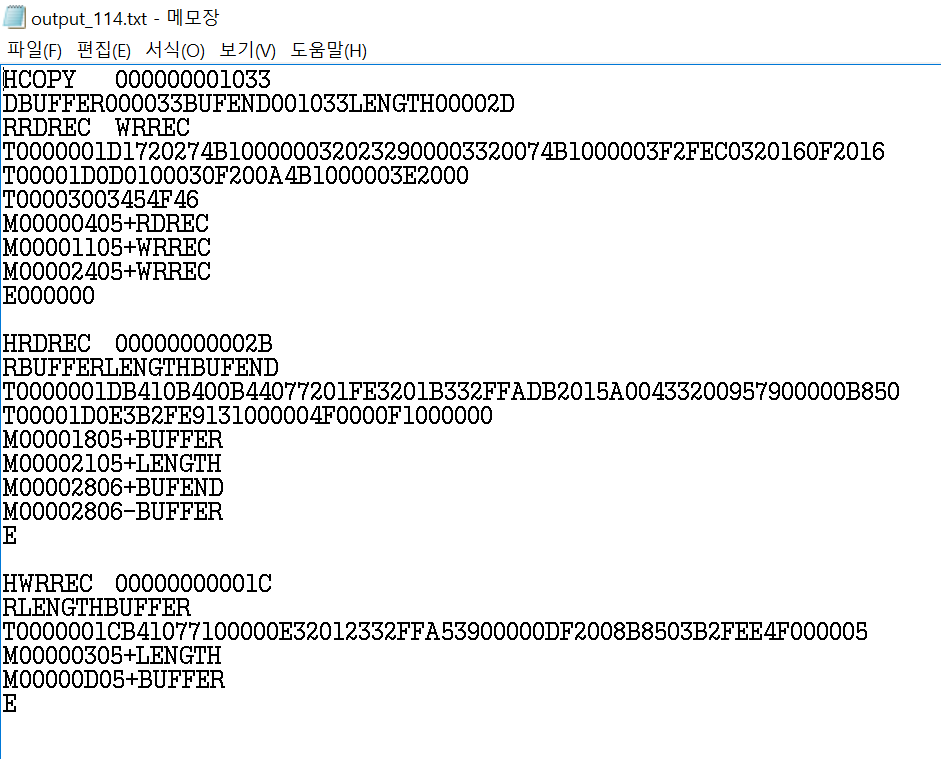 output_114.txt - 메모장
파일(F) 편집(E) 서식(O) 보기(V) 도움말(H)
HCOPY   000000001033
DBUFFER000033BUFEND001033LENGTH00002D
RRDREC  WRREC
T0000001D1720274B1000000320232900003320074B1000003F2FEC0320160F2016
T00001D0D0100030F200A4B1000003E2000
T00003003454F46
M00000405+RDREC
M00001105+WRREC
M00002405+WRREC
E000000
HRDREC  00000000002B
RBUFFERLENGTHBUFEND
T0000001DB410B400B44077201FE3201B332FFADB2015A00433200957900000B850
T00001D0E3B2FE9131000004F0000F1000000
M00001805+BUFFER
M00002105+LENGTH
M00002806+BUFEND
M00002806-BUFFER
E
HWRREC  00000000001C
RLENGTHBUFFER
T0000001CB41077100000E32012332FFA53900000DF2008B8503B2FEE4F000005
M00000305+LENGTH
M00000D05+BUFFER
E